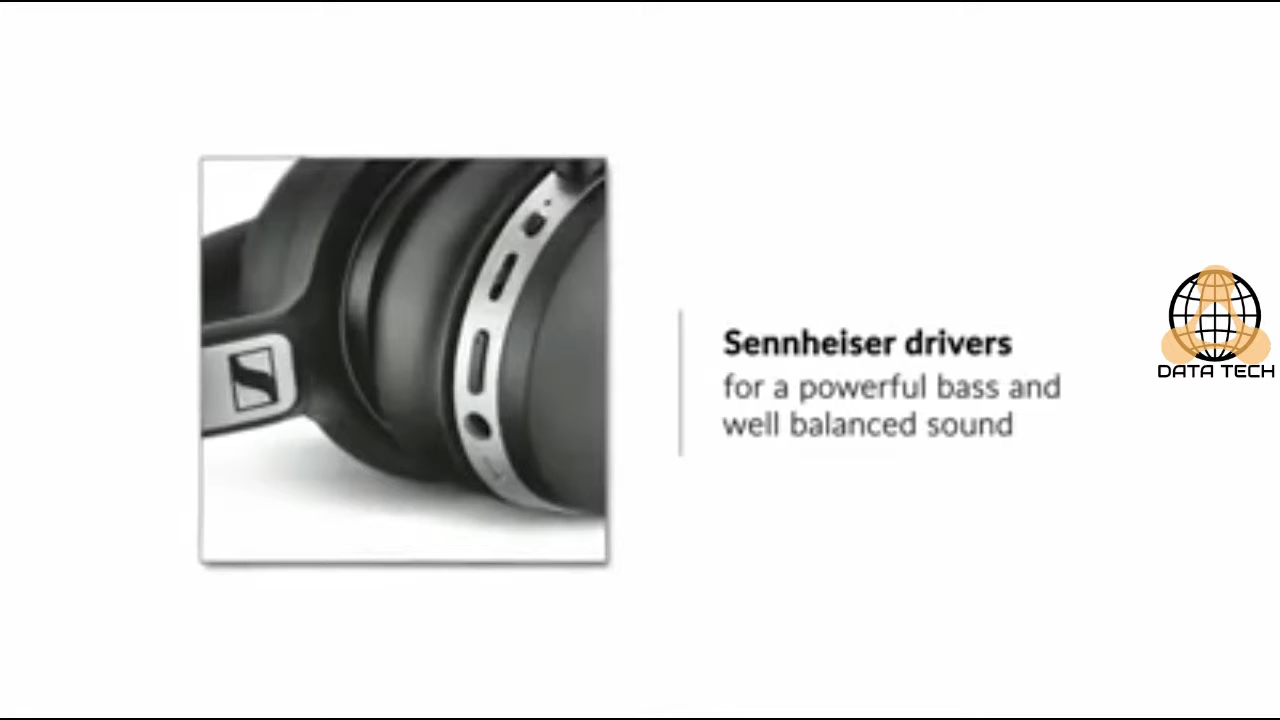 Sennheiser drivers
for a powerful bass and
well balanced sound
DATA TECH